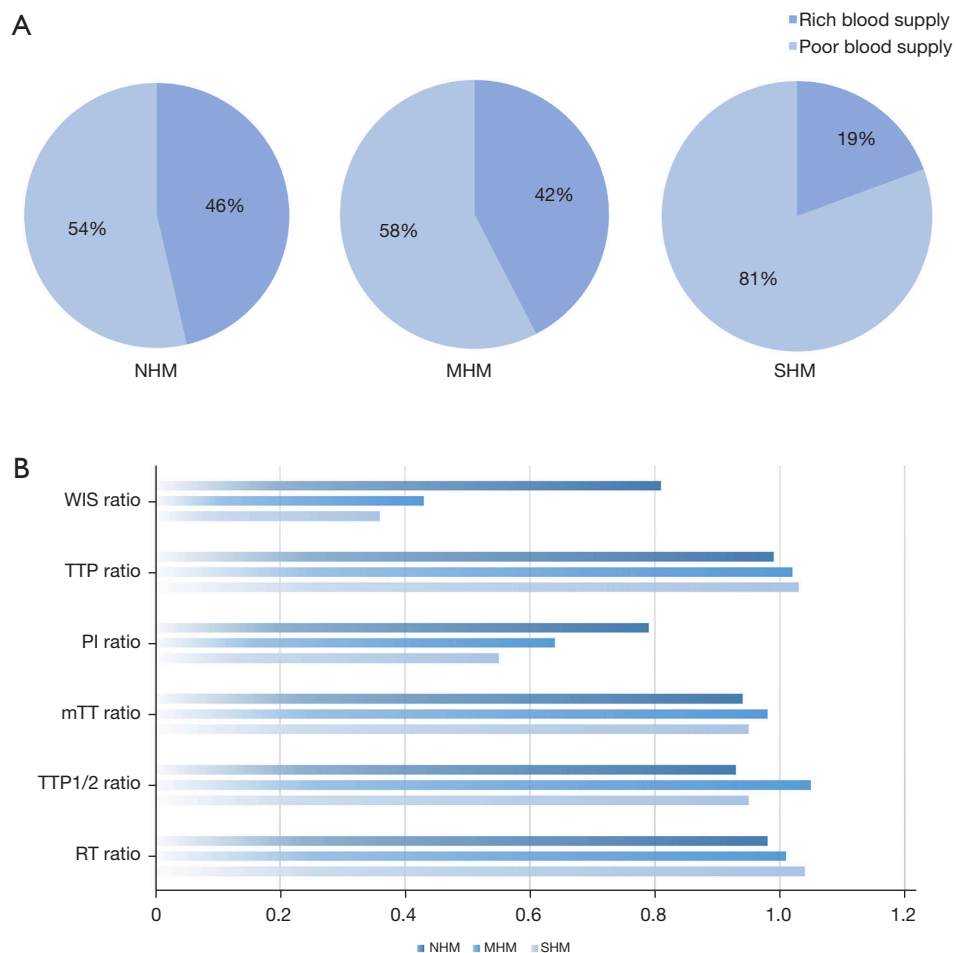 A
Rich blood supply
Poor blood supply
54%
46%
58%
42%
19%
81%
NHM
MHM
SHM
B
WIS ratio
TTP ratio
PI ratio
mTT ratio
TTP1/2 ratio
RT ratio
0 0.2 0.4 0.6 0.8 1.0 1.2
NHM MHM SHM